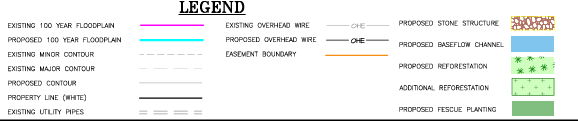 LEGEND
EXISTING 100 YEAR FLOODPLAIN
PROPOSED 100 YEAR FLOODPLAIN
EXISTING MINOR CONTOUR
EXISTING MAJOR CONTOUR
PROPOSED CONTOUR
PROPERTY LINE (WHITE)
EXISTING UTILITY PIPES
EXISTING OVERHEAD WIRE OHE
PROPOSED OVERHEAD WIRE OHE
EASEMENT BOUNDARY
PROPOSED STONE STRUCTURE
PROPOSED BASEFLOW CHANNEL
PROPOSED REFORESTATION
ADDITIONAL REFORESTATION
PROPOSED FESCUE PLANTING